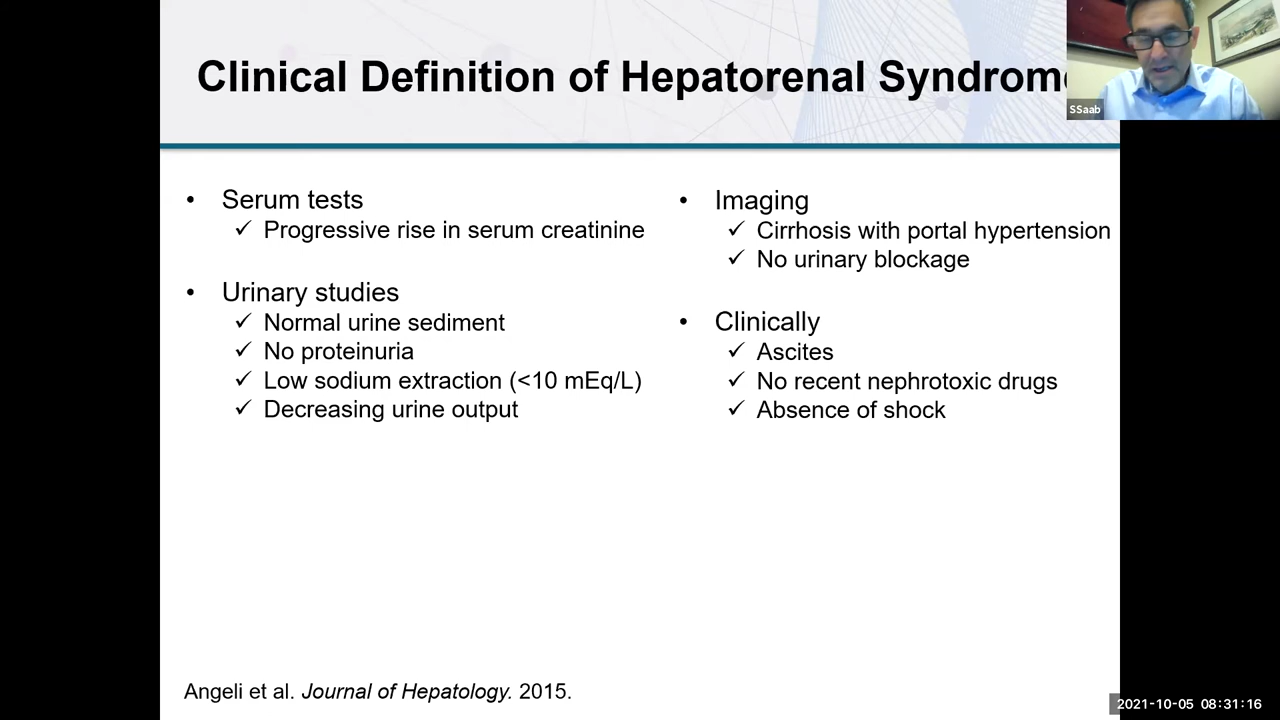 Clinical Definition of Hepatorenal Syndrome
SSaab
• Serum tests
✓ Progressive rise in serum creatinine
• Urinary studies
✓ Normal urine sediment
✓ No proteinuria
✓ Low sodium extraction (<10 mEq/L)
✓ Decreasing urine output
• Imaging
✓ Cirrhosis with portal hypertension
✓ No urinary blockage
• Clinically
✓ Ascites
✓ No recent nephrotoxic drugs
✓ Absence of shock
Angeli et al. Journal of Hepatology. 2015.
2021-10-05 08:31:16